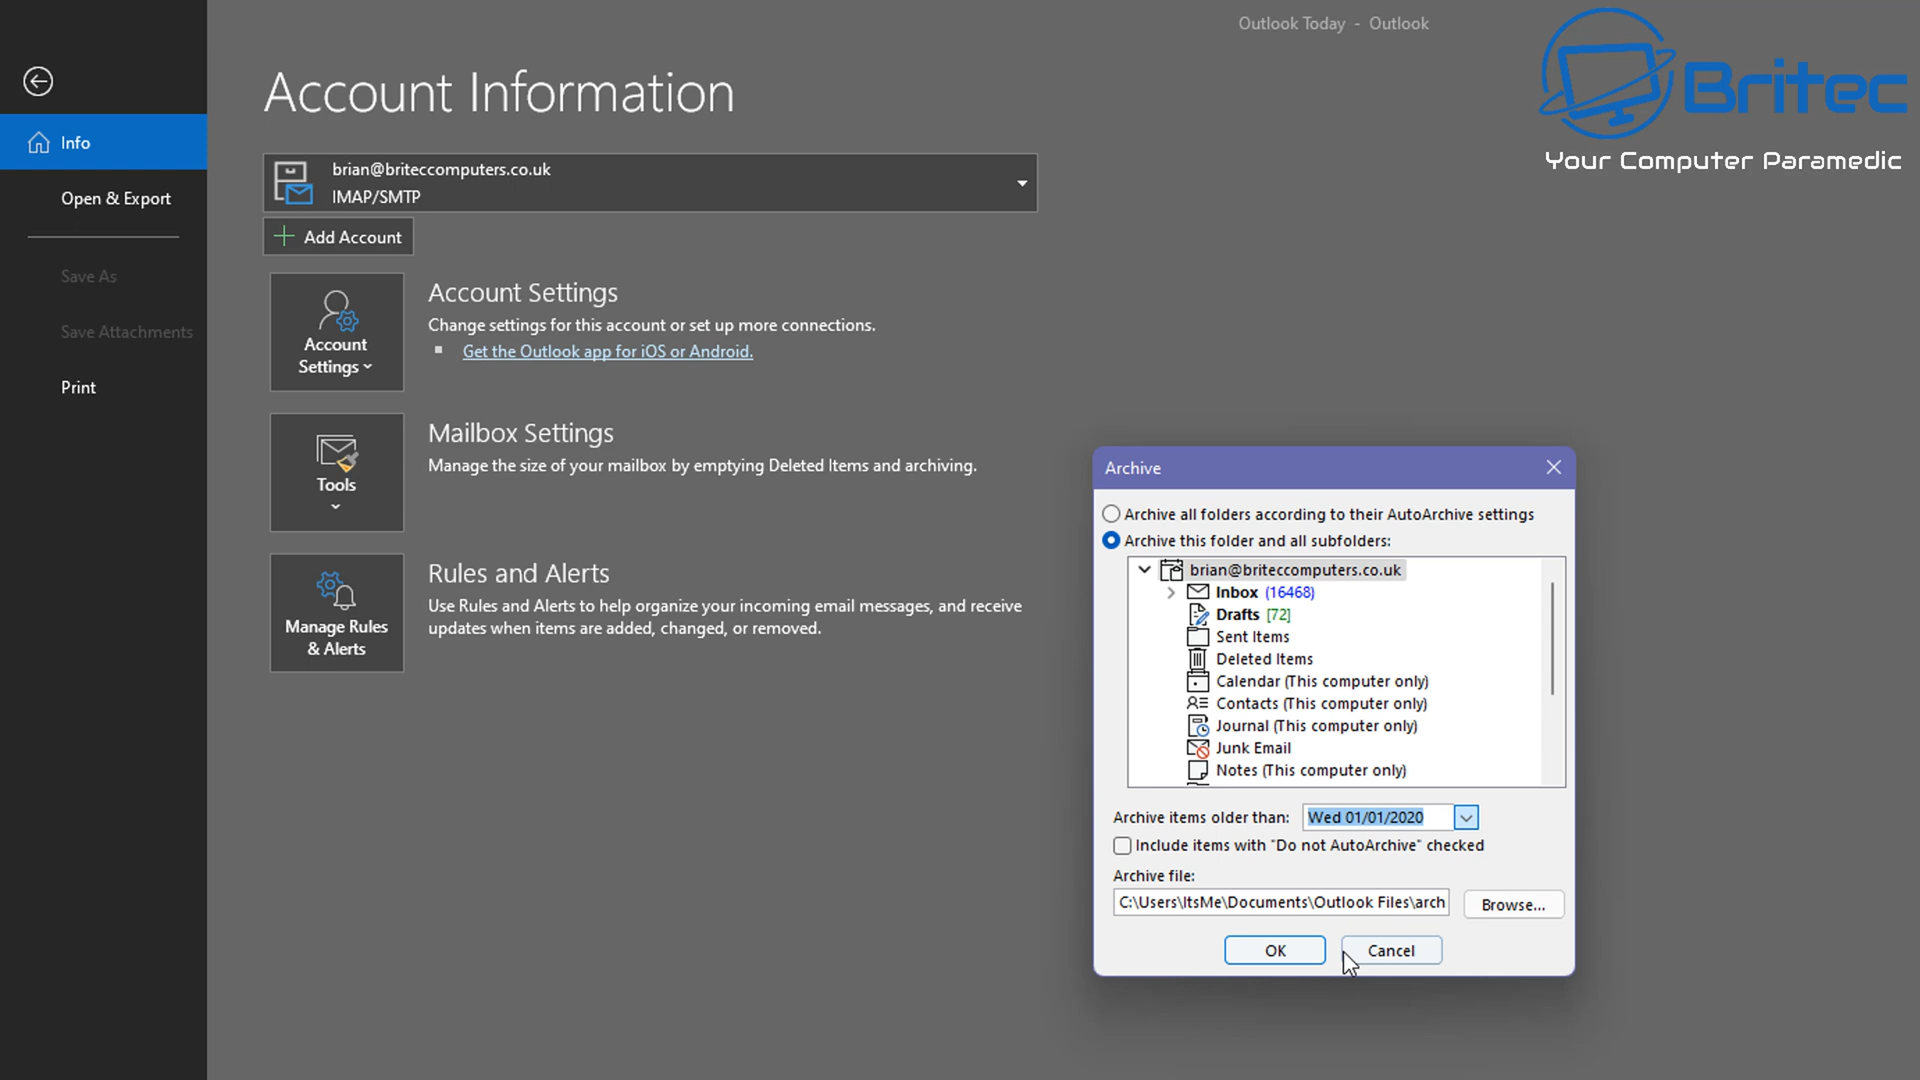 Outlook Today - Outlook
Britec
Your Computer Paramedic
Account Information
Info
brian@briteccomputers.co.uk
IMAP/SMTP
Open & Export
Add Account
Save As
Account Settings
Change settings for this account or set up more connections.
Get the Outlook app for iOS or Android.
Account
Settings
Save Attachments
Print
Mailbox Settings
Manage the size of your mailbox by emptying Deleted Items and archiving.
Tools
Rules and Alerts
Use Rules and Alerts to help organize your incoming email messages, and receive
updates when items are added, changed, or removed.
Manage Rules
& Alerts
Archive
Archive all folders according to their AutoArchive settings
Archive this folder and all subfolders:
brian@briteccomputers.co.uk
Inbox (16468)
Drafts [72]
Sent Items
Deleted Items
Calendar (This computer only)
Contacts (This computer only)
Journal (This computer only)
Junk Email
Notes (This computer only)
Archive items older than: Wed 01/01/2020
Include items with "Do not AutoArchive" checked
Archive file:
C:\Users\ItsMe\Documents\Outlook Files\arch
Browse...
OK
Cancel